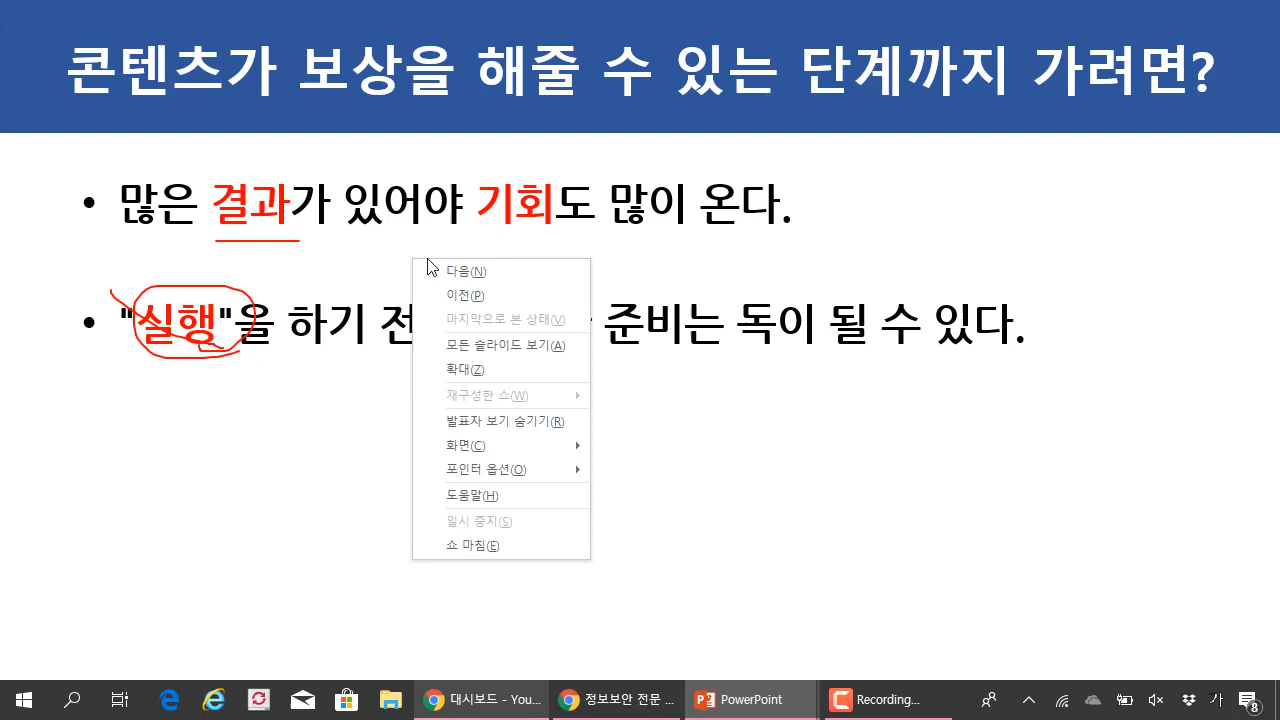 콘텐츠가 보상을 해줄 수 있는 단계까지 가려면?
• 많은 결과가 있어야 기회도 많이 온다.
• "실행"을 하기 전 준비는 독이 될 수 있다.
다음(N)
이전(P)
마지막으로 본 상태(V)
모든 슬라이드 보기(A)
확대(Z)
재구성한 쇼(W)
발표자 보기 숨기기(R)
화면(C)
포인터 옵션(O)
도움말(H)
일시 중지(S)
쇼 마침(E)
대시보드 - You... 정보보안 전문 ... PowerPoint Recording... 가 8